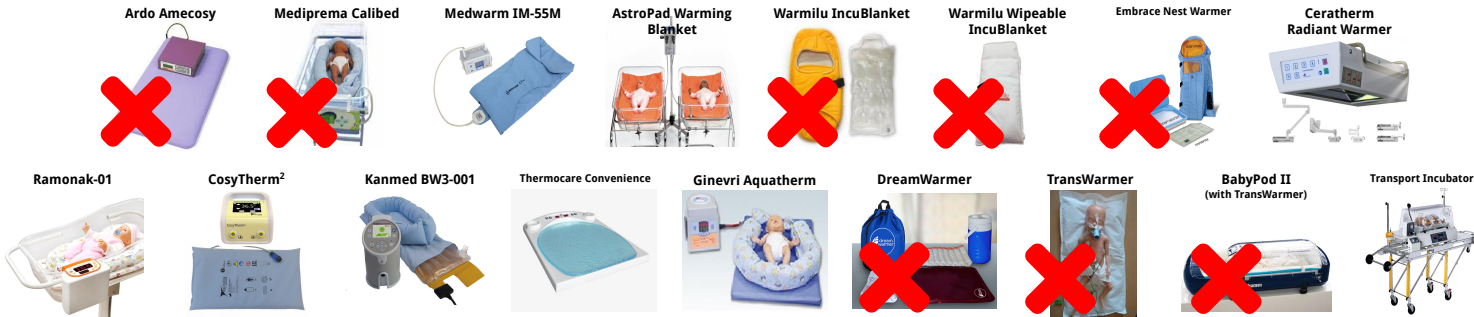 Ardo Amecosy
Mediprema Calibed
Medwarm IM-55M
AstroPad Warming
Blanket
Warmilu IncuBlanket
Warmilu Wipeable
IncuBlanket
Embrace Nest Warmer
Ceratherm
Radiant Warmer
Ramonak-01
CosyTherm²
Kanmed BW3-001
Thermocare Convenience
Ginevri Aquatherm
DreamWarmer
dream
warmer
TransWarmer
BabyPod II
(with TransWarmer)
Transport Incubator